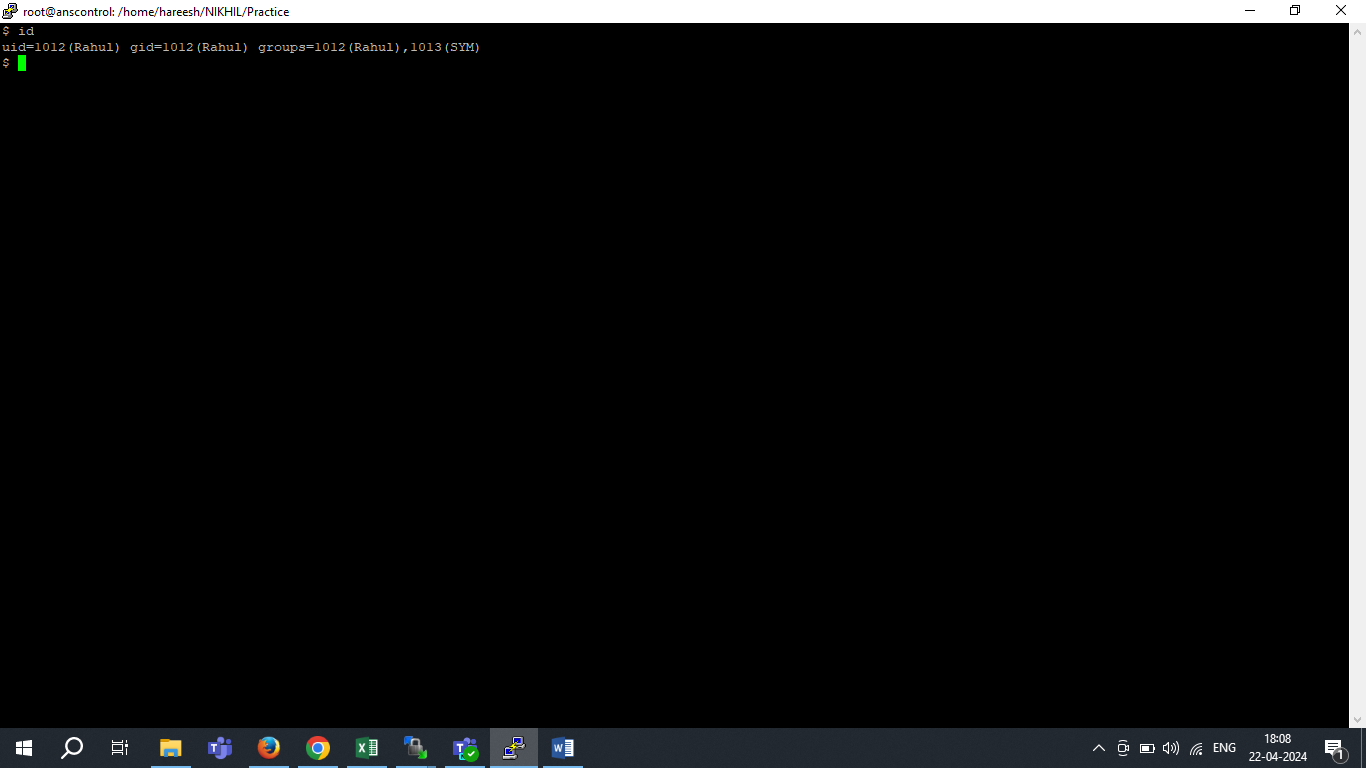 root@anscontrol: /home/hareesh/NIKHIL/Practice
$ id
uid=1012(Rahul) gid=1012(Rahul) groups=1012(Rahul),1013(SYM)
$
ENG
18:08
22-04-2024
1